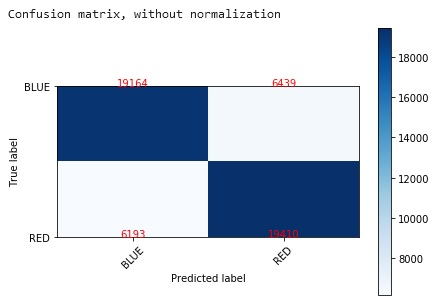 Confusion matrix, without normalization
BLUE
RED
True label
19164
6439
6193
19410
BLUE
RED
Predicted label
18000
16000
14000
12000
10000
8000